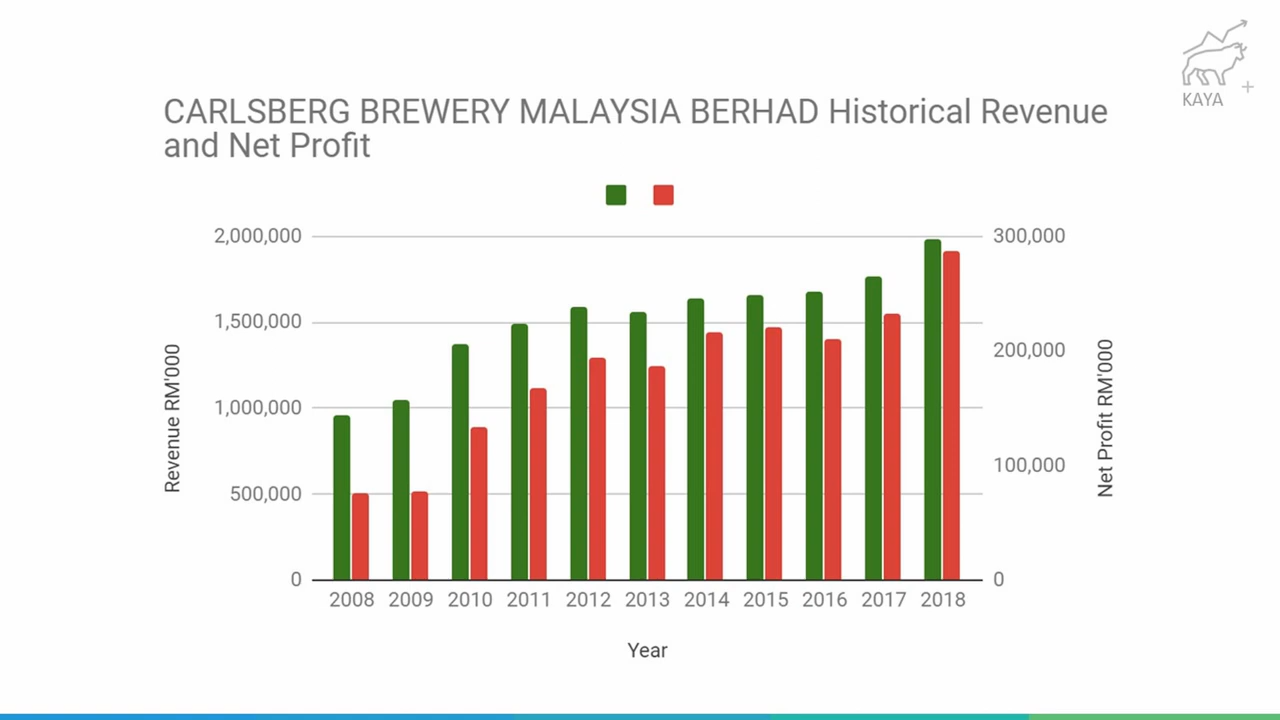 KAYA
+
CARLSBERG BREWERY MALAYSIA BERHAD Historical Revenue
and Net Profit
2,000,000
1,500,000
1,000,000
500,000
0
Revenue RM'000
300,000
200,000
100,000
0
Net Profit RM'000
2008 2009 2010 2011 2012 2013 2014 2015 2016 2017 2018
Year